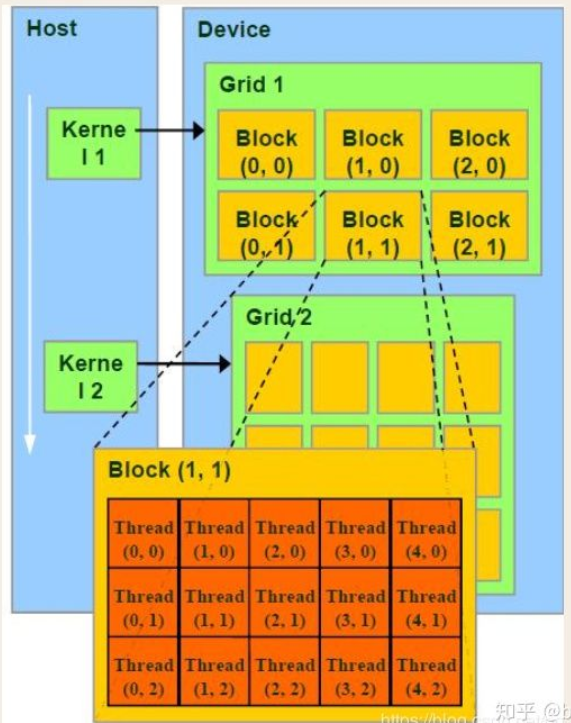 Host
Device
Grid 1
Kerne
l 1
Block
(0, 0)
Block
(1, 0)
Block
(2, 0)
Block
(0, 1)
Block
(1, 1)
Block
(2, 1)
Grid 2
Kerne
l 2
Block (1, 1)
Thread
(0, 0)
Thread
(1, 0)
Thread
(2, 0)
Thread
(3, 0)
Thread
(4, 0)
Thread
(0, 1)
Thread
(1, 1)
Thread
(2, 1)
Thread
(3, 1)
Thread
(4, 1)
Thread
(0, 2)
Thread
(1, 2)
Thread
(2, 2)
Thread
(3, 2)
Thread
(4, 2)
https://blog
知乎 @b